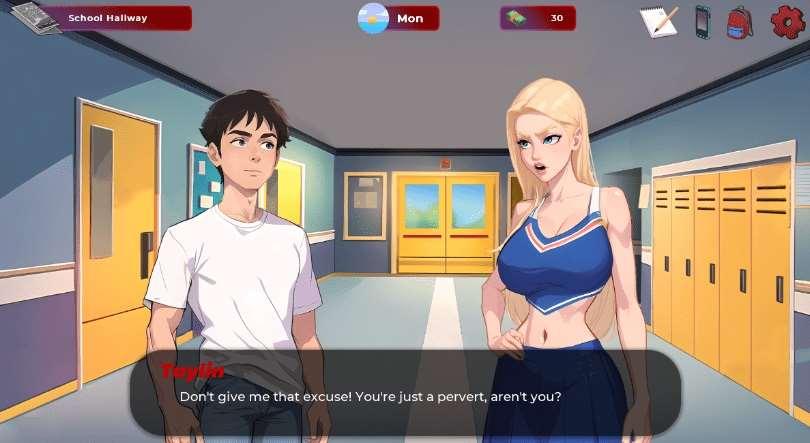 School Hallway
Mon
30
Taylin
Don't give me that excuse! You're just a pervert, aren't you?